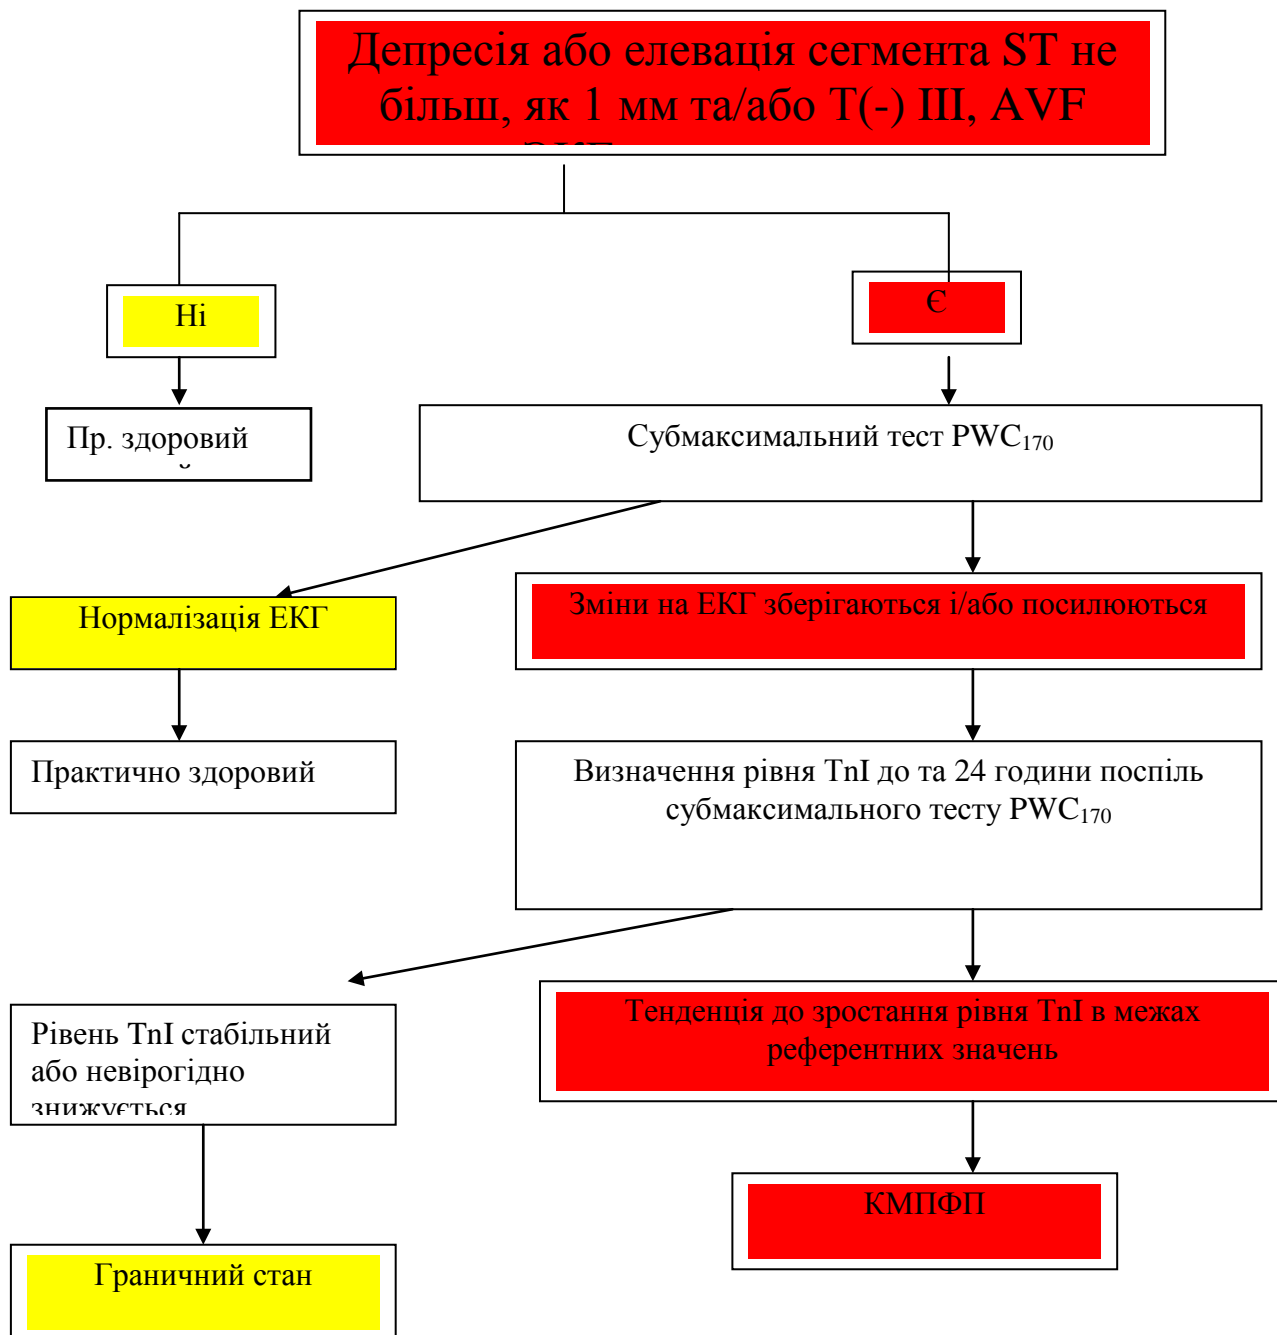 Депресія або елевація сегмента ST не
більш, як 1 мм та/або Т(-) III, AVF
Ні
Є
Пр. здоровий
Субмаксимальний тест PWC170
Нормалізація ЕКГ
Зміни на ЕКГ зберігаються і/або посилюються
Практично здоровий
Визначення рівня TnI до та 24 години поспіль
субмаксимального тесту PWC170
Рівень TnI стабільний
або невірогідно
знижується
Тенденція до зростання рівня TnI в межах
референтних значень
КМПФП
Граничний стан